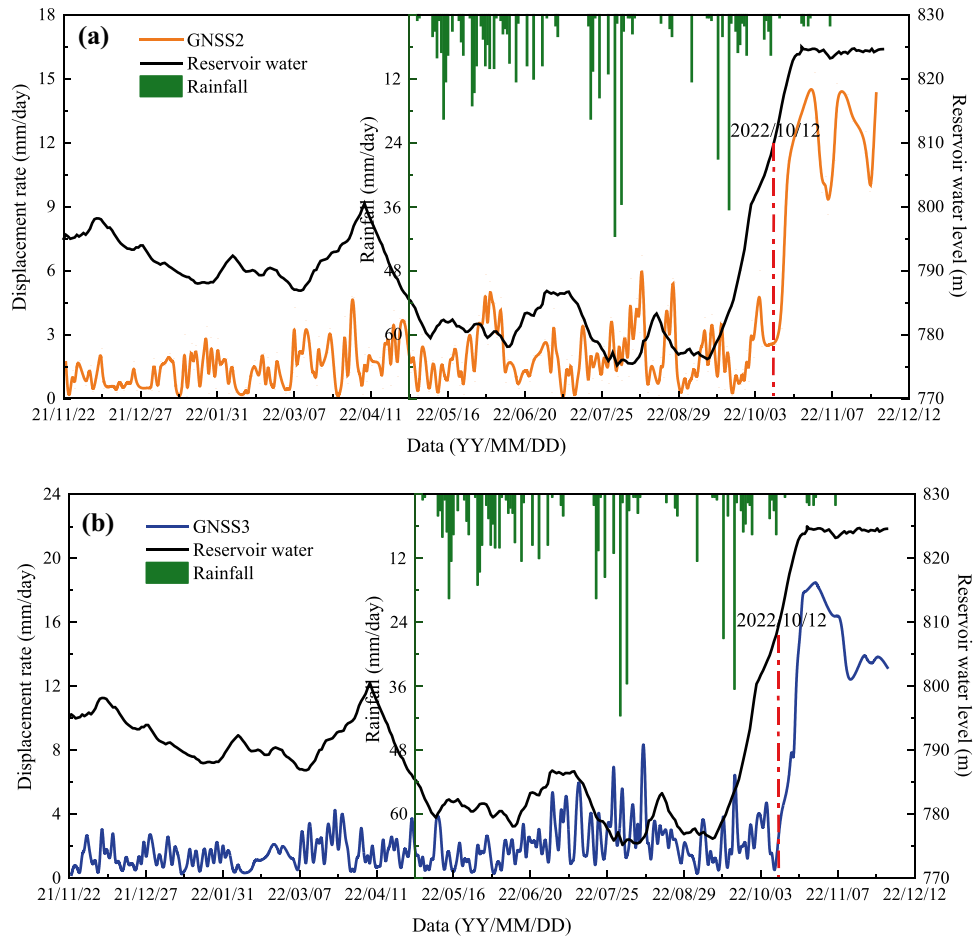 (a)
GNSS2
Reservoir water
Rainfall
Displacement rate (mm/day)
18
15
12
9
6
3
0
Rainfall (mm/day)
12
24
36
48
60
2022/10/12
830
820
810
800
790
780
770
Reservoir water level (m)
21/11/22 21/12/27 22/01/31 22/03/07 22/04/11 22/05/16 22/06/20 22/07/25 22/08/29 22/10/03 22/11/07 22/12/12
Data (YY/MM/DD)
(b)
GNSS3
Reservoir water
Rainfall
Displacement rate (mm/day)
24
22
18
16
12
8
4
0
Rainfall (mm/day)
12
24
36
48
60
2022/10/12
830
820
810
800
790
780
770
Reservoir water level (m)
21/11/22 21/12/27 22/01/31 22/03/07 22/04/11 22/05/16 22/06/20 22/07/25 22/08/29 22/10/03 22/11/07 22/12/12
Data (YY/MM/DD)